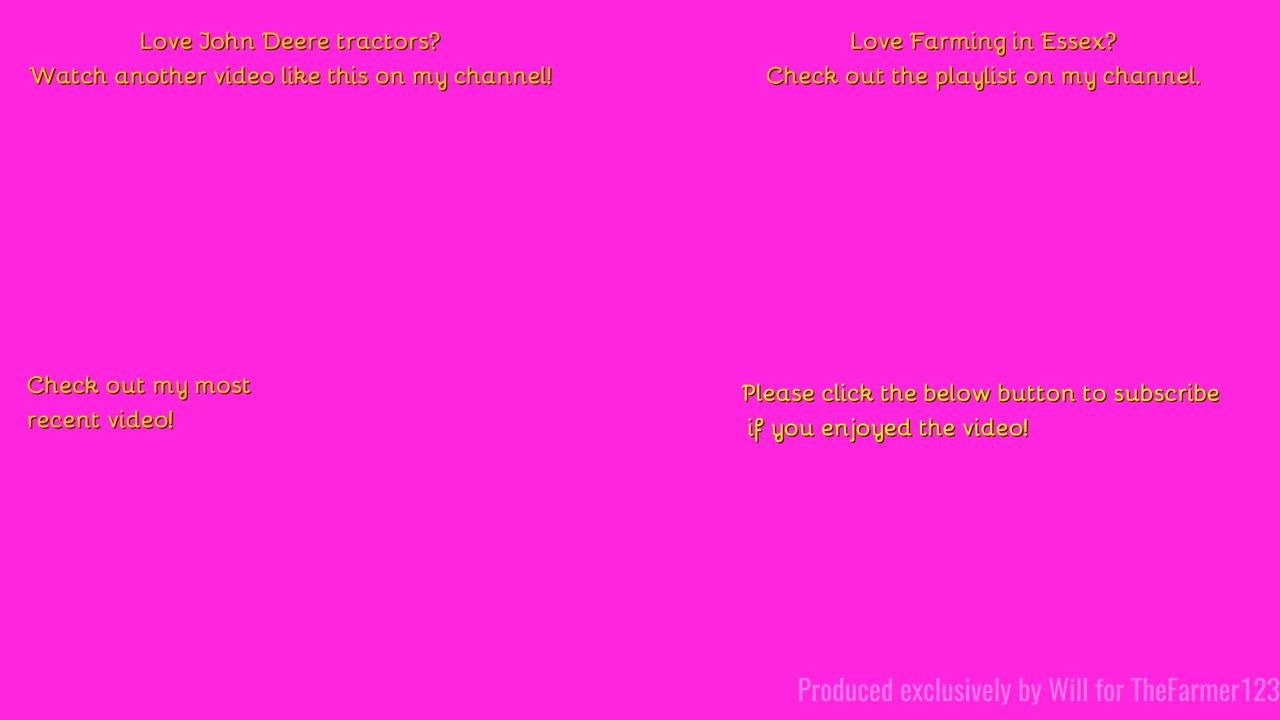 Love John Deere tractors?
Watch another video like this on my channel!
Love Farming in Essex?
Check out the playlist on my channel.
Check out my most
recent video!
Please click the below button to subscribe
if you enjoyed the video!
Produced exclusively by Will for TheFarmer123